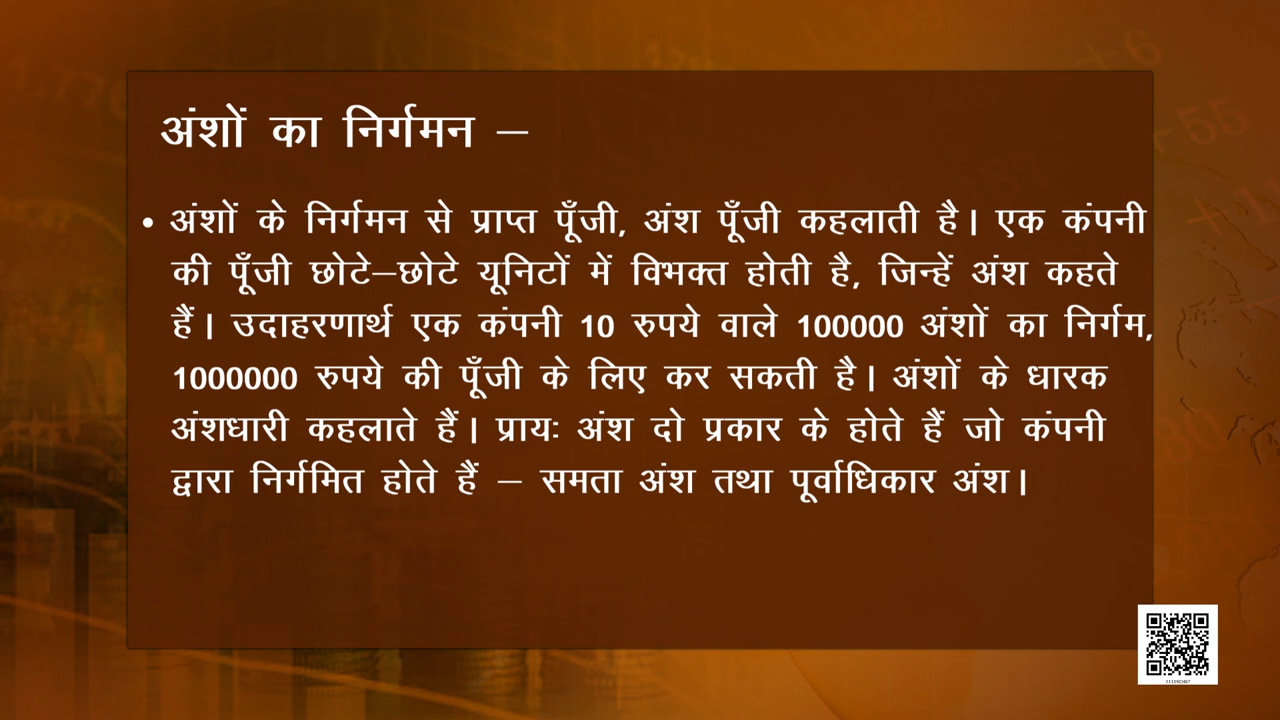 अंशों का निर्गमन –
• अंशों के निर्गमन से प्राप्त पूँजी, अंश पूँजी कहलाती है। एक कंपनी
की पूँजी छोटे–छोटे यूनिटों में विभक्त होती है, जिन्हें अंश कहते
हैं। उदाहरणार्थ एक कंपनी 10 रुपये वाले 100000 अंशों का निर्गम,
1000000 रुपये की पूँजी के लिए कर सकती है। अंशों के धारक
अंशधारी कहलाते हैं। प्रायः अंश दो प्रकार के होते हैं जो कंपनी
द्वारा निर्गमित होते हैं – समता अंश तथा पूर्वाधिकार अंश।